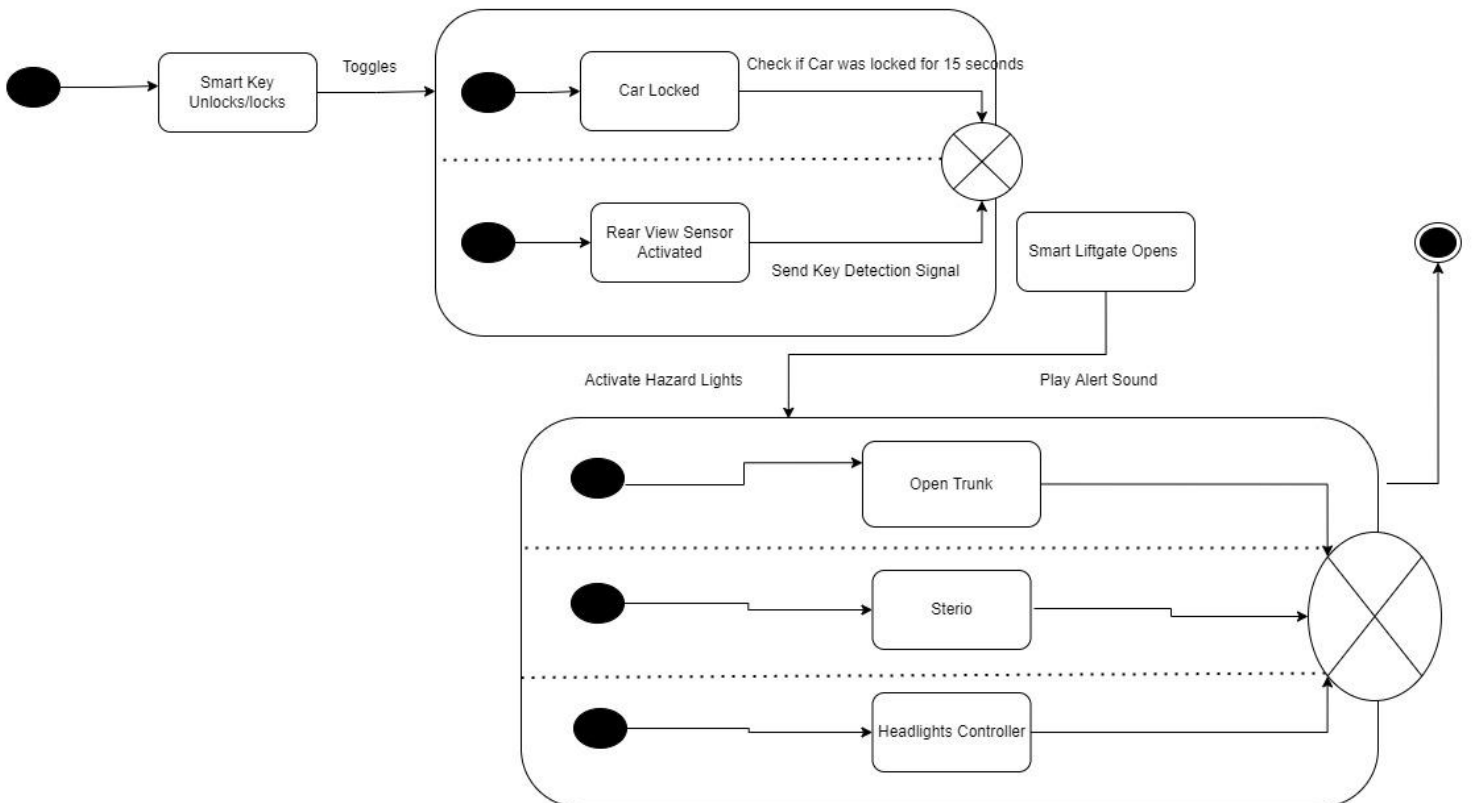 Smart Key
Unlocks/locks
Toggles
Car Locked
Check if Car was locked for 15 seconds
Rear View Sensor
Activated
Send Key Detection Signal
Smart Liftgate Opens
Activate Hazard Lights
Play Alert Sound
Open Trunk
Sterio
Headlights Controller